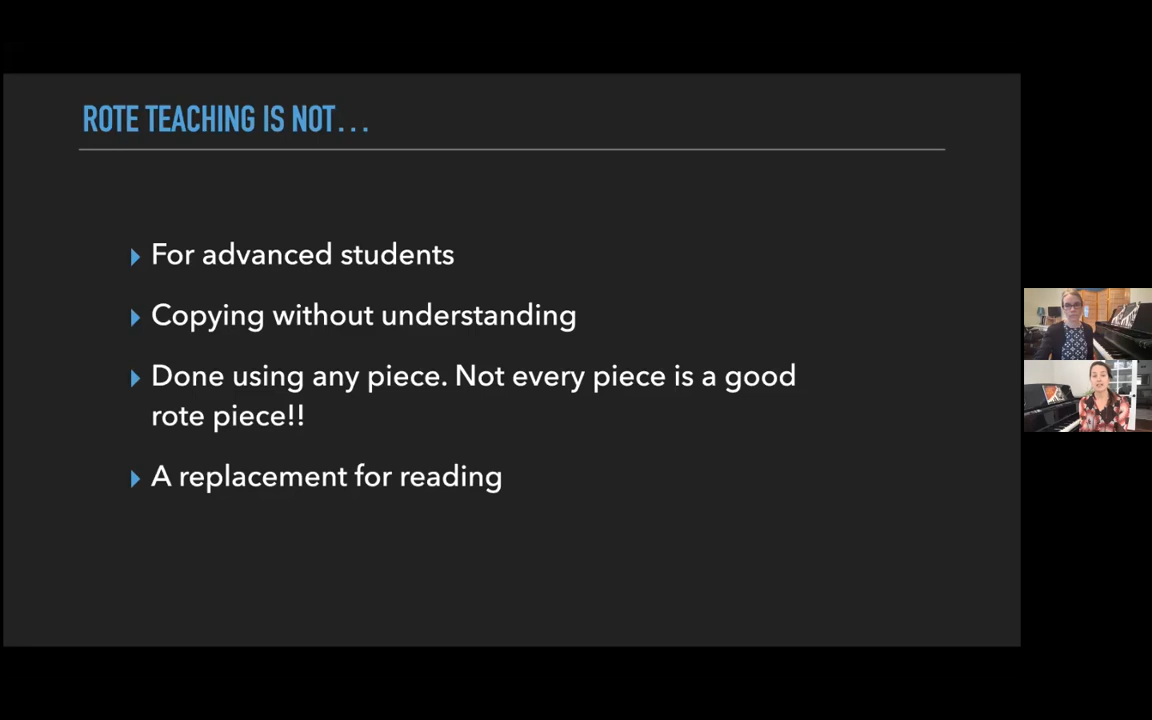 ROTE TEACHING IS NOT...
For advanced students
Copying without understanding
Done using any piece. Not every piece is a good
rote piece!!
A replacement for reading